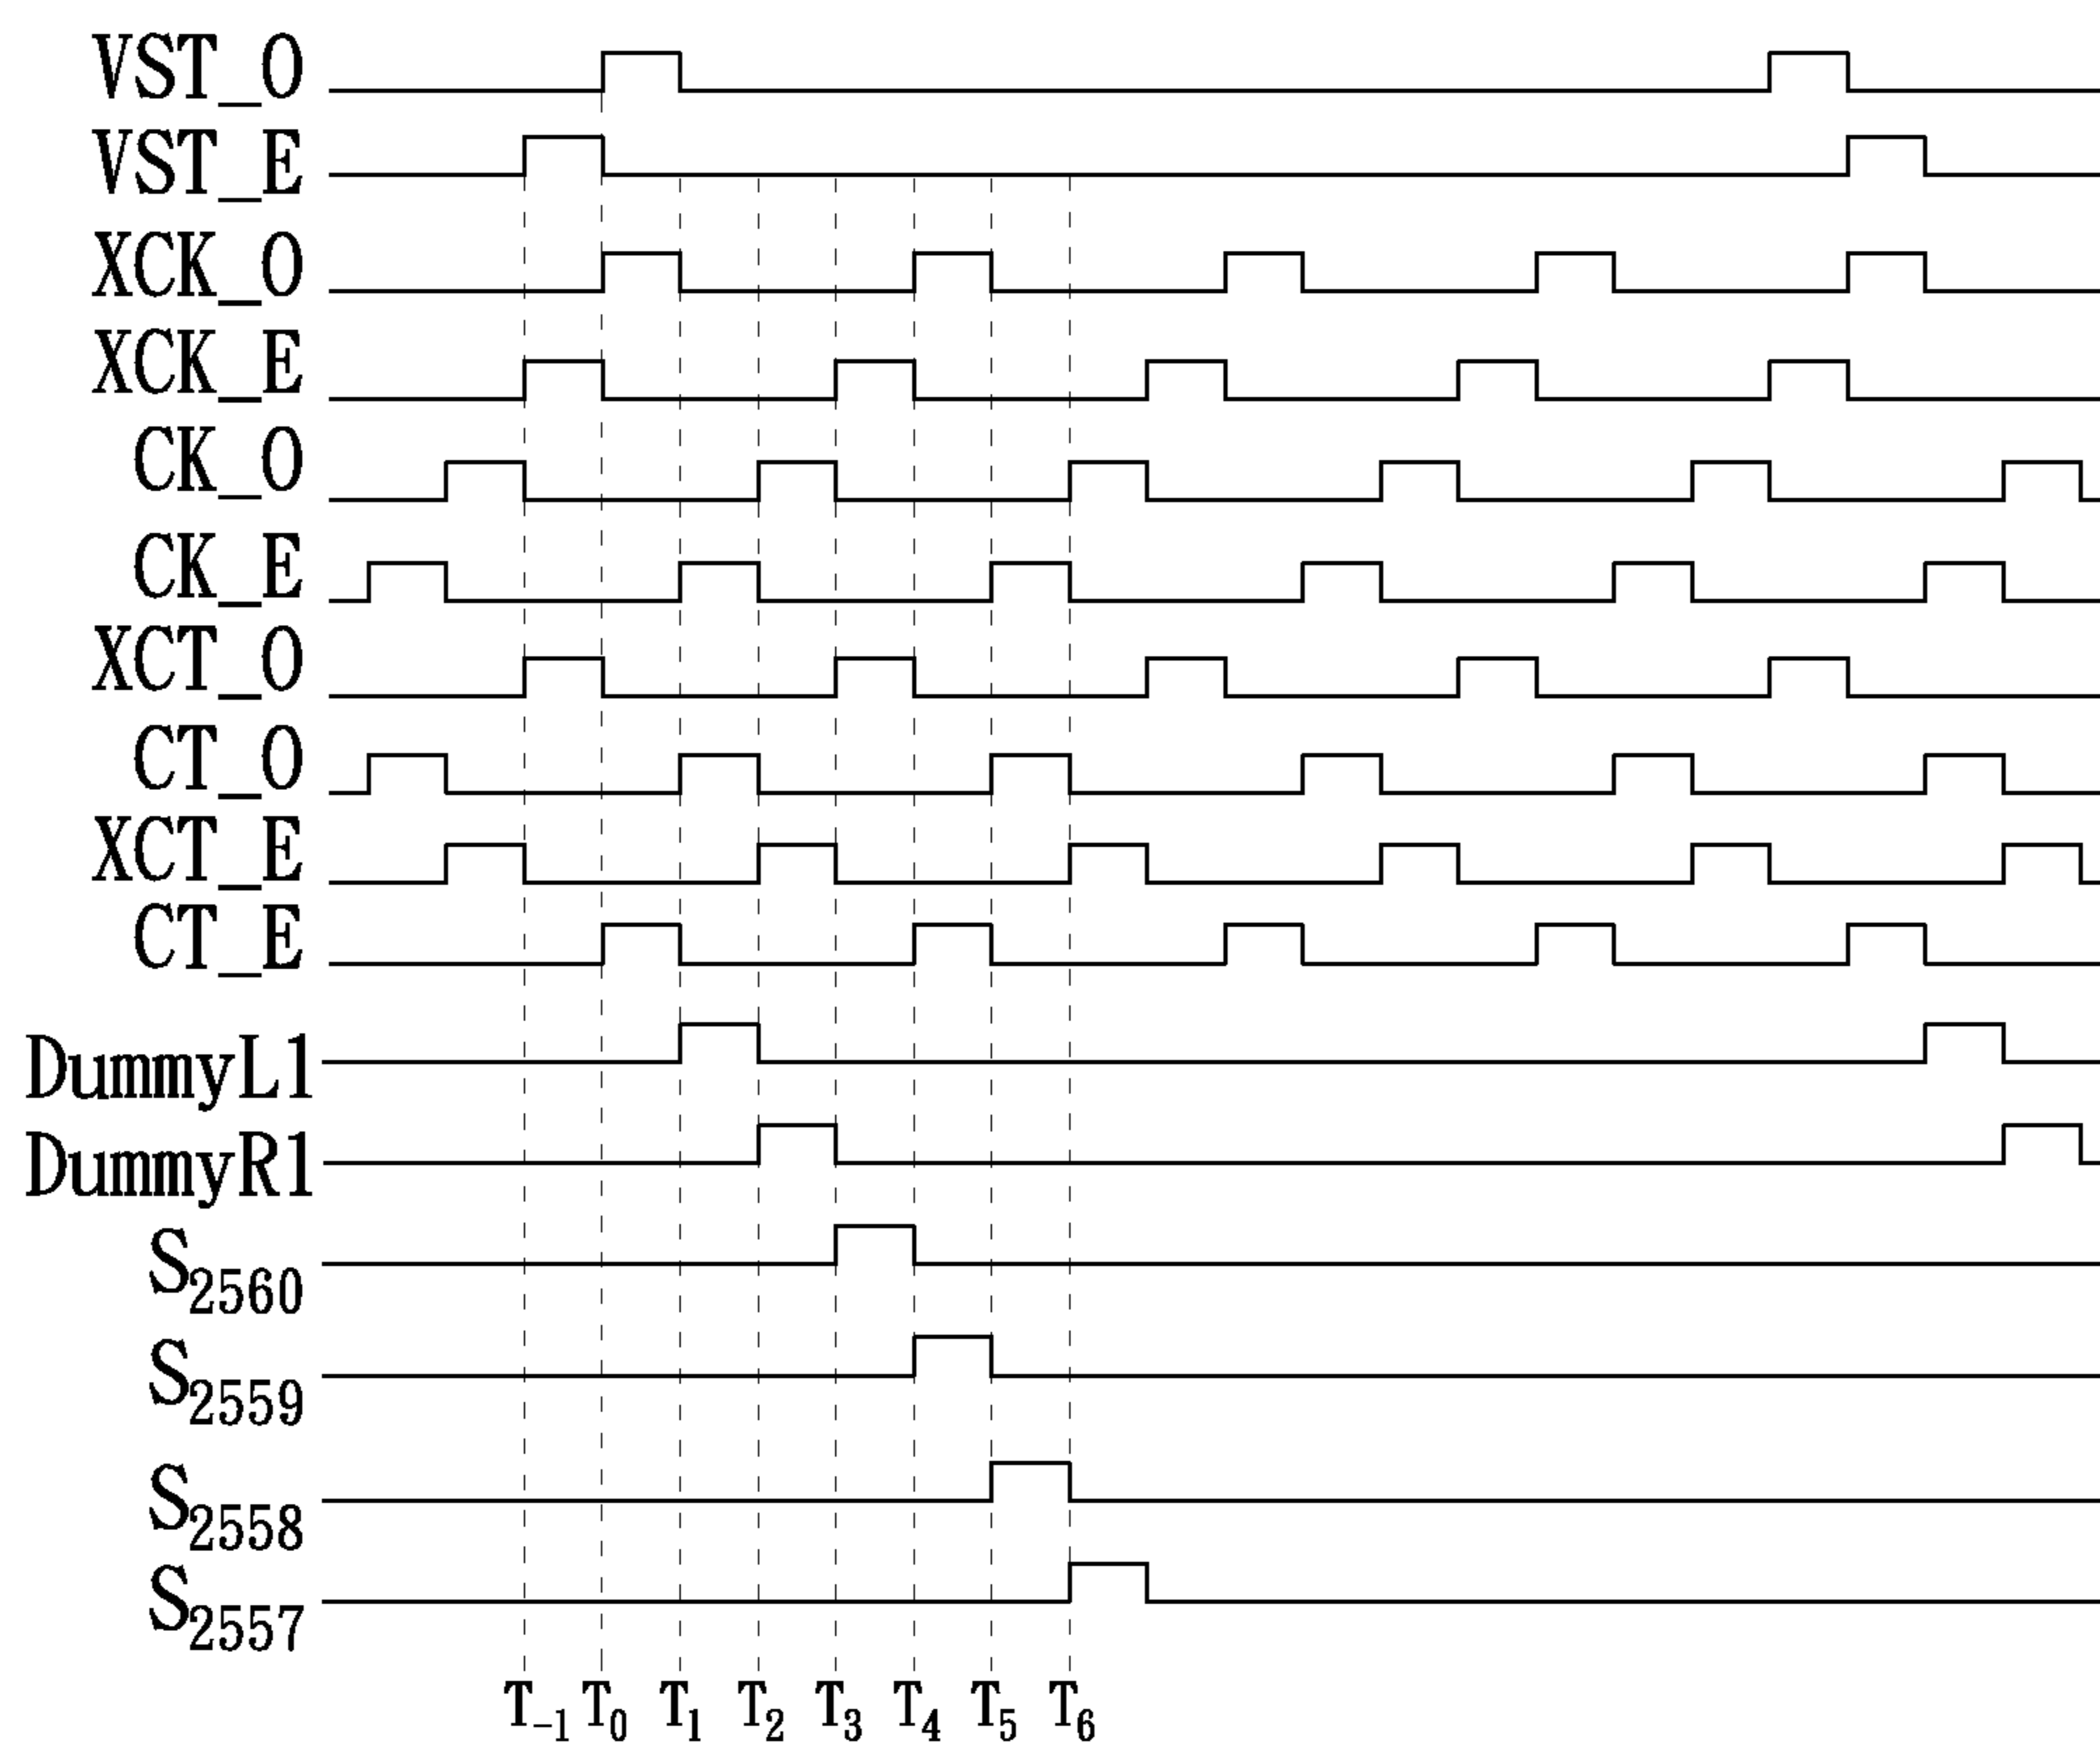 VST_O
VST_E
XCK_O
XCK_E
CK_O
CK_E
XCT_O
CT_O
XCT_E
CT_E
DummyL1
DummyR1
S2560
S2559
S2558
S2557
T-1 T0 T1 T2 T3 T4 T5 T6